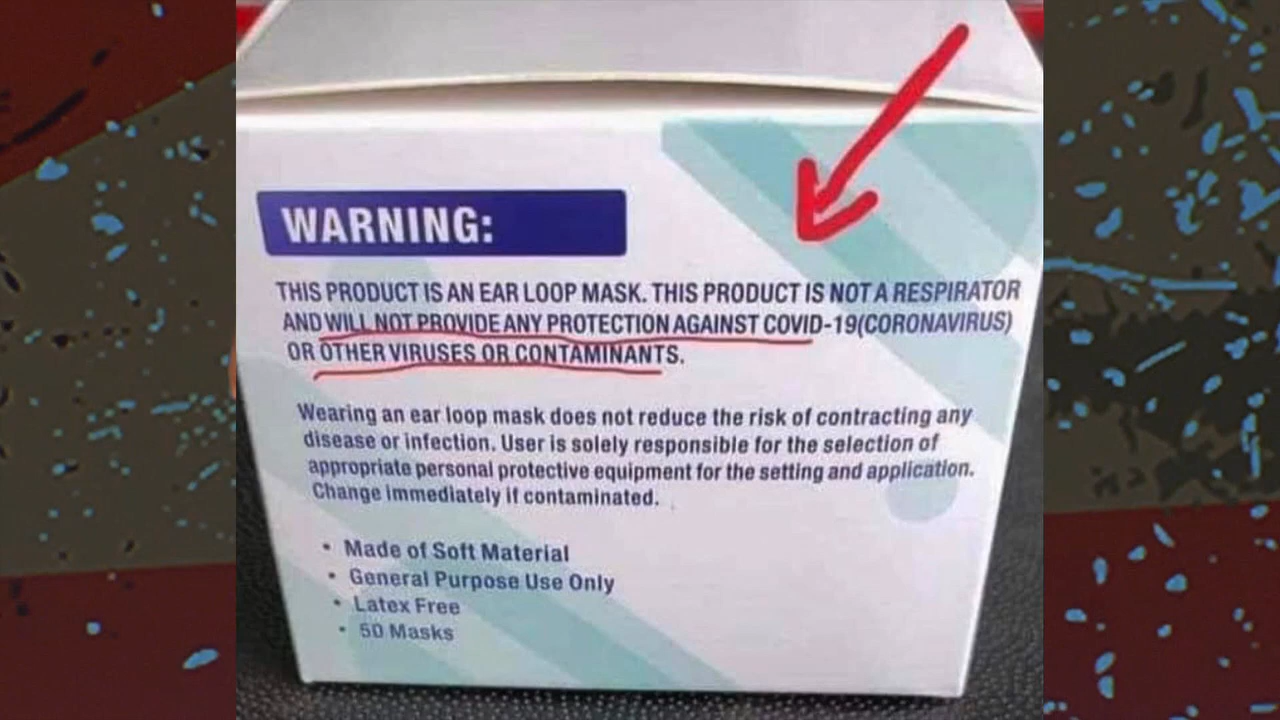 WARNING:
THIS PRODUCT IS AN EAR LOOP MASK. THIS PRODUCT IS NOT A RESPIRATOR
AND WILL NOT PROVIDE ANY PROTECTION AGAINST COVID-19(CORONAVIRUS)
OR OTHER VIRUSES OR CONTAMINANTS.
Wearing an ear loop mask does not reduce the risk of contracting any
disease or infection. User is solely responsible for the selection of
appropriate personal protective equipment for the setting and application.
Change immediately if contaminated.
• Made of Soft Material
• General Purpose Use Only
• Latex Free
• 50 Masks